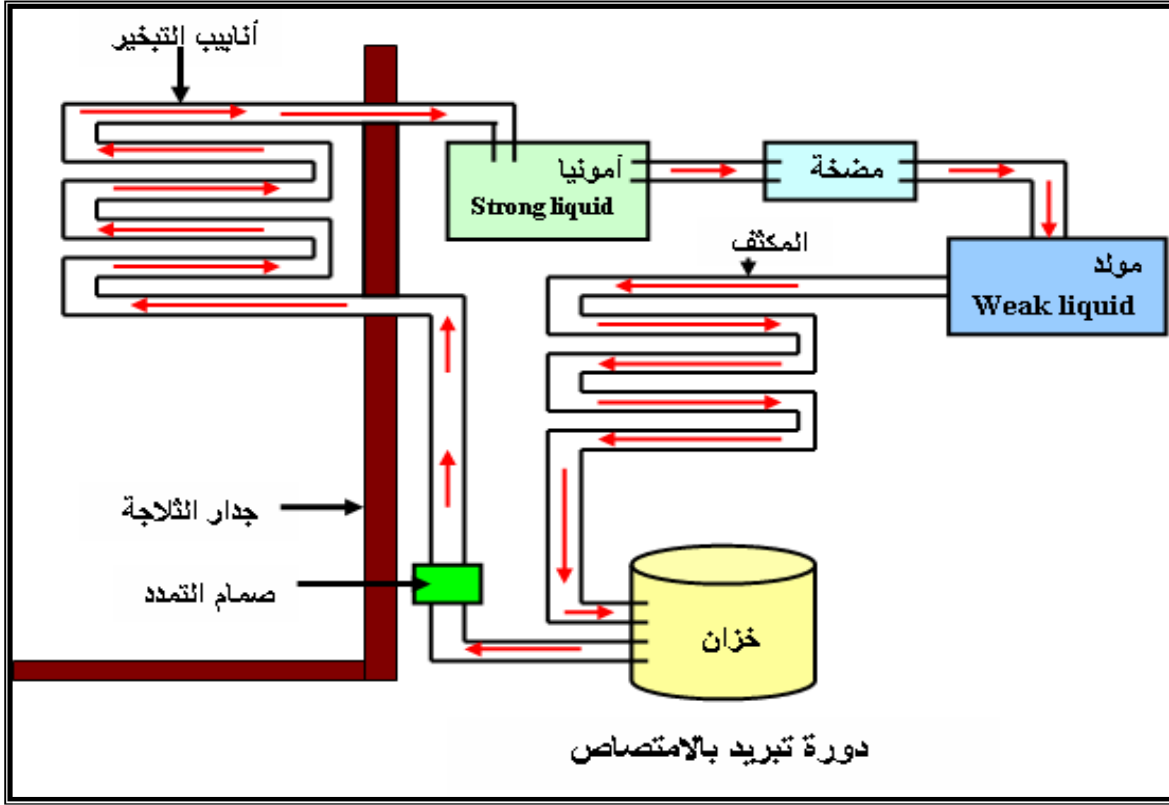 أنابيب التبخير
أمونيا
Strong liquid
مضخة
المكثف
مولد
Weak liquid
جدار الثلاجة
صمام التمدد
خزان
دورة تبريد بالامتصاص